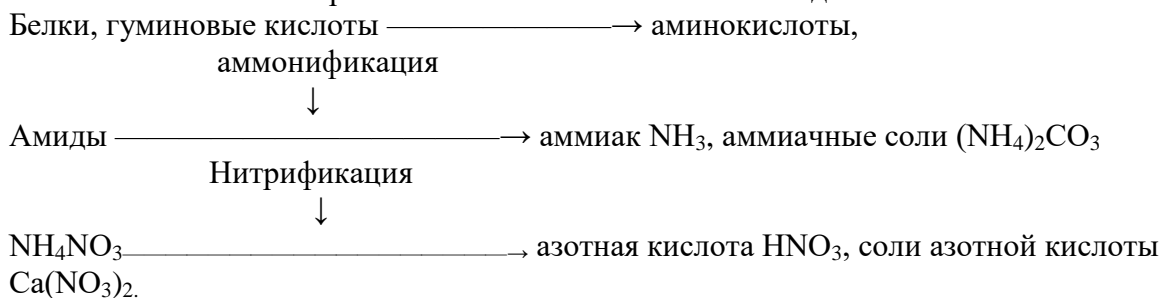 Белки, гуминовые кислоты ————————→ аминокислоты,
аммонификация
↓
Амиды ——————————————→ аммиак NH₃, аммиачные соли (NH₄)₂CO₃
Нитрификация
↓
NH₄NO₃______________→ азотная кислота HNO₃, соли азотной кислоты
Ca(NO₃)₂.